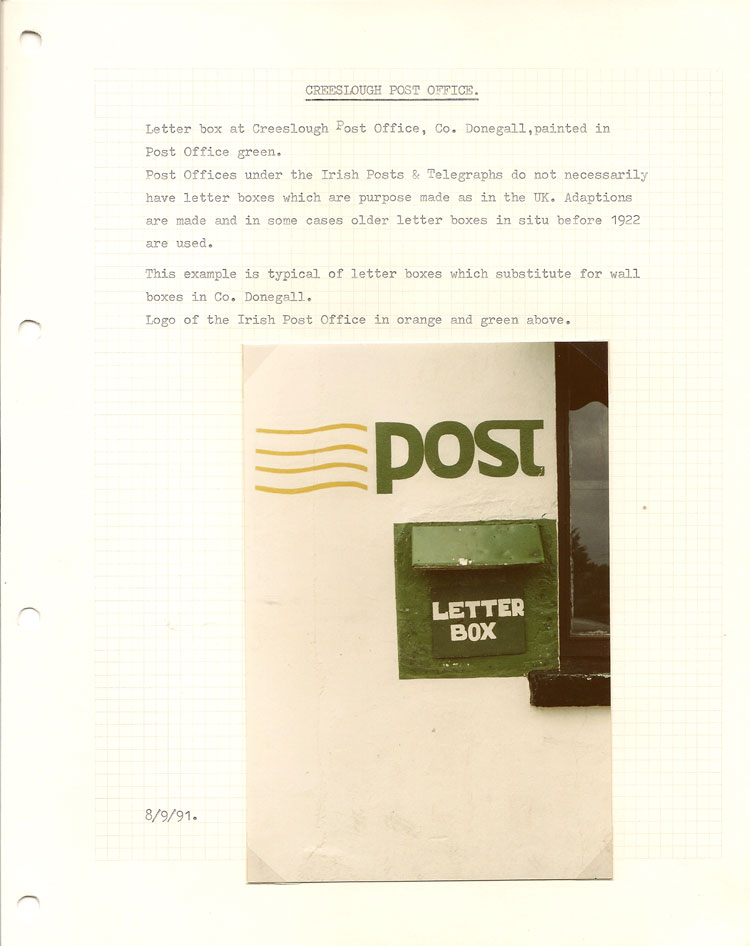 CREESLOUGH POST OFFICE.
Letter box at Creeslough Post Office, Co. Donegall,painted in
Post Office green.
Post Offices under the Irish Posts & Telegraphs do not necessarily
have letter boxes which are purpose made as in the UK. Adaptions
are made and in some cases older letter boxes in situ before 1922
are used.
This example is typical of letter boxes which substitute for wall
boxes in Co. Donegall.
Logo of the Irish Post Office in orange and green above.
post
LETTER
BOX
8/9/91.